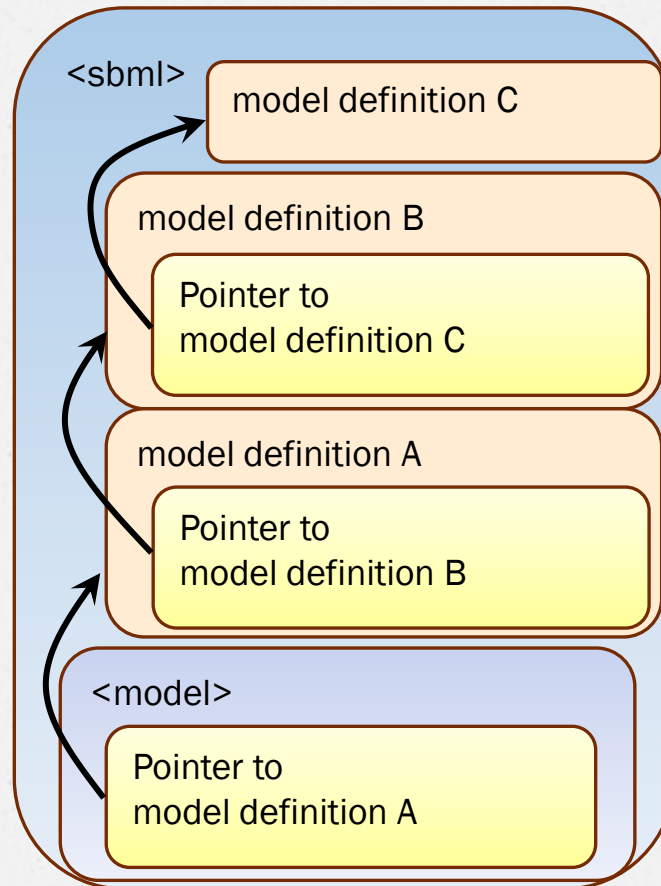 <sbml>
model definition C
model definition B
Pointer to
model definition C
model definition A
Pointer to
model definition B
<model>
Pointer to
model definition A